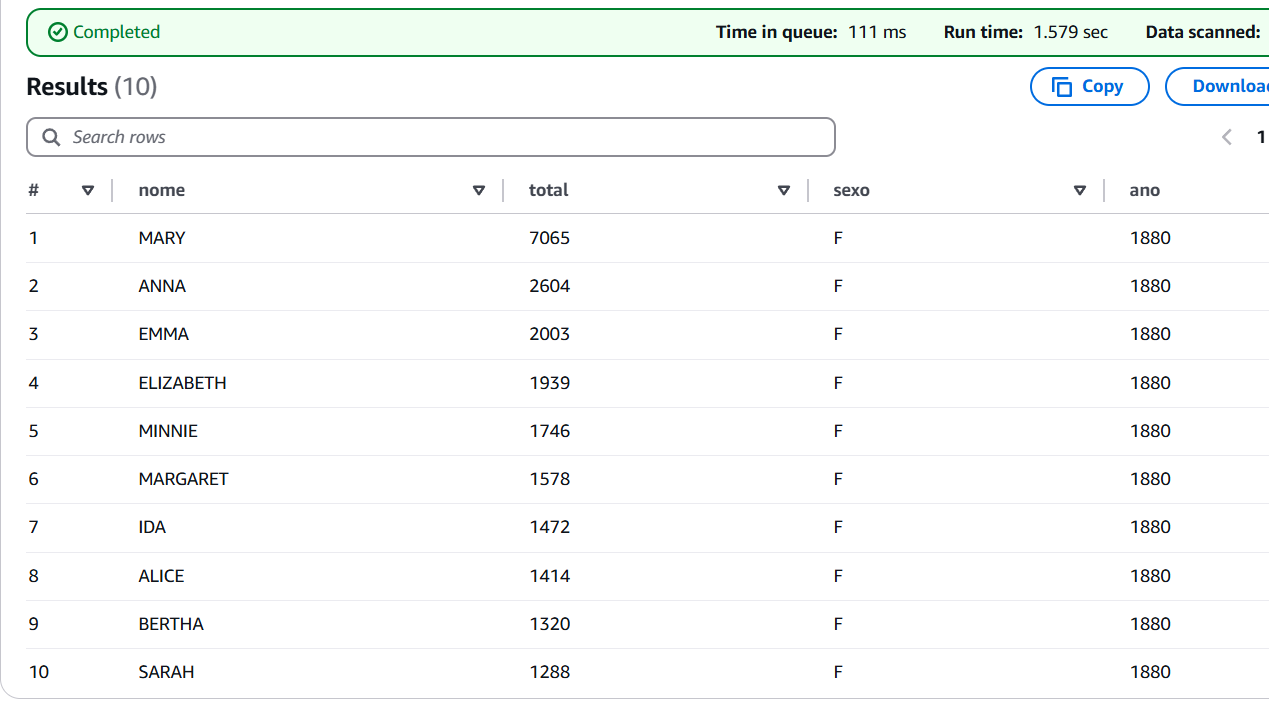 Completed Time in queue: 111 ms Run time: 1.579 sec Data scanned:
Results (10) Copy Download
Search rows 1
# nome total sexo ano
1 MARY 7065 F 1880
2 ANNA 2604 F 1880
3 EMMA 2003 F 1880
4 ELIZABETH 1939 F 1880
5 MINNIE 1746 F 1880
6 MARGARET 1578 F 1880
7 IDA 1472 F 1880
8 ALICE 1414 F 1880
9 BERTHA 1320 F 1880
10 SARAH 1288 F 1880